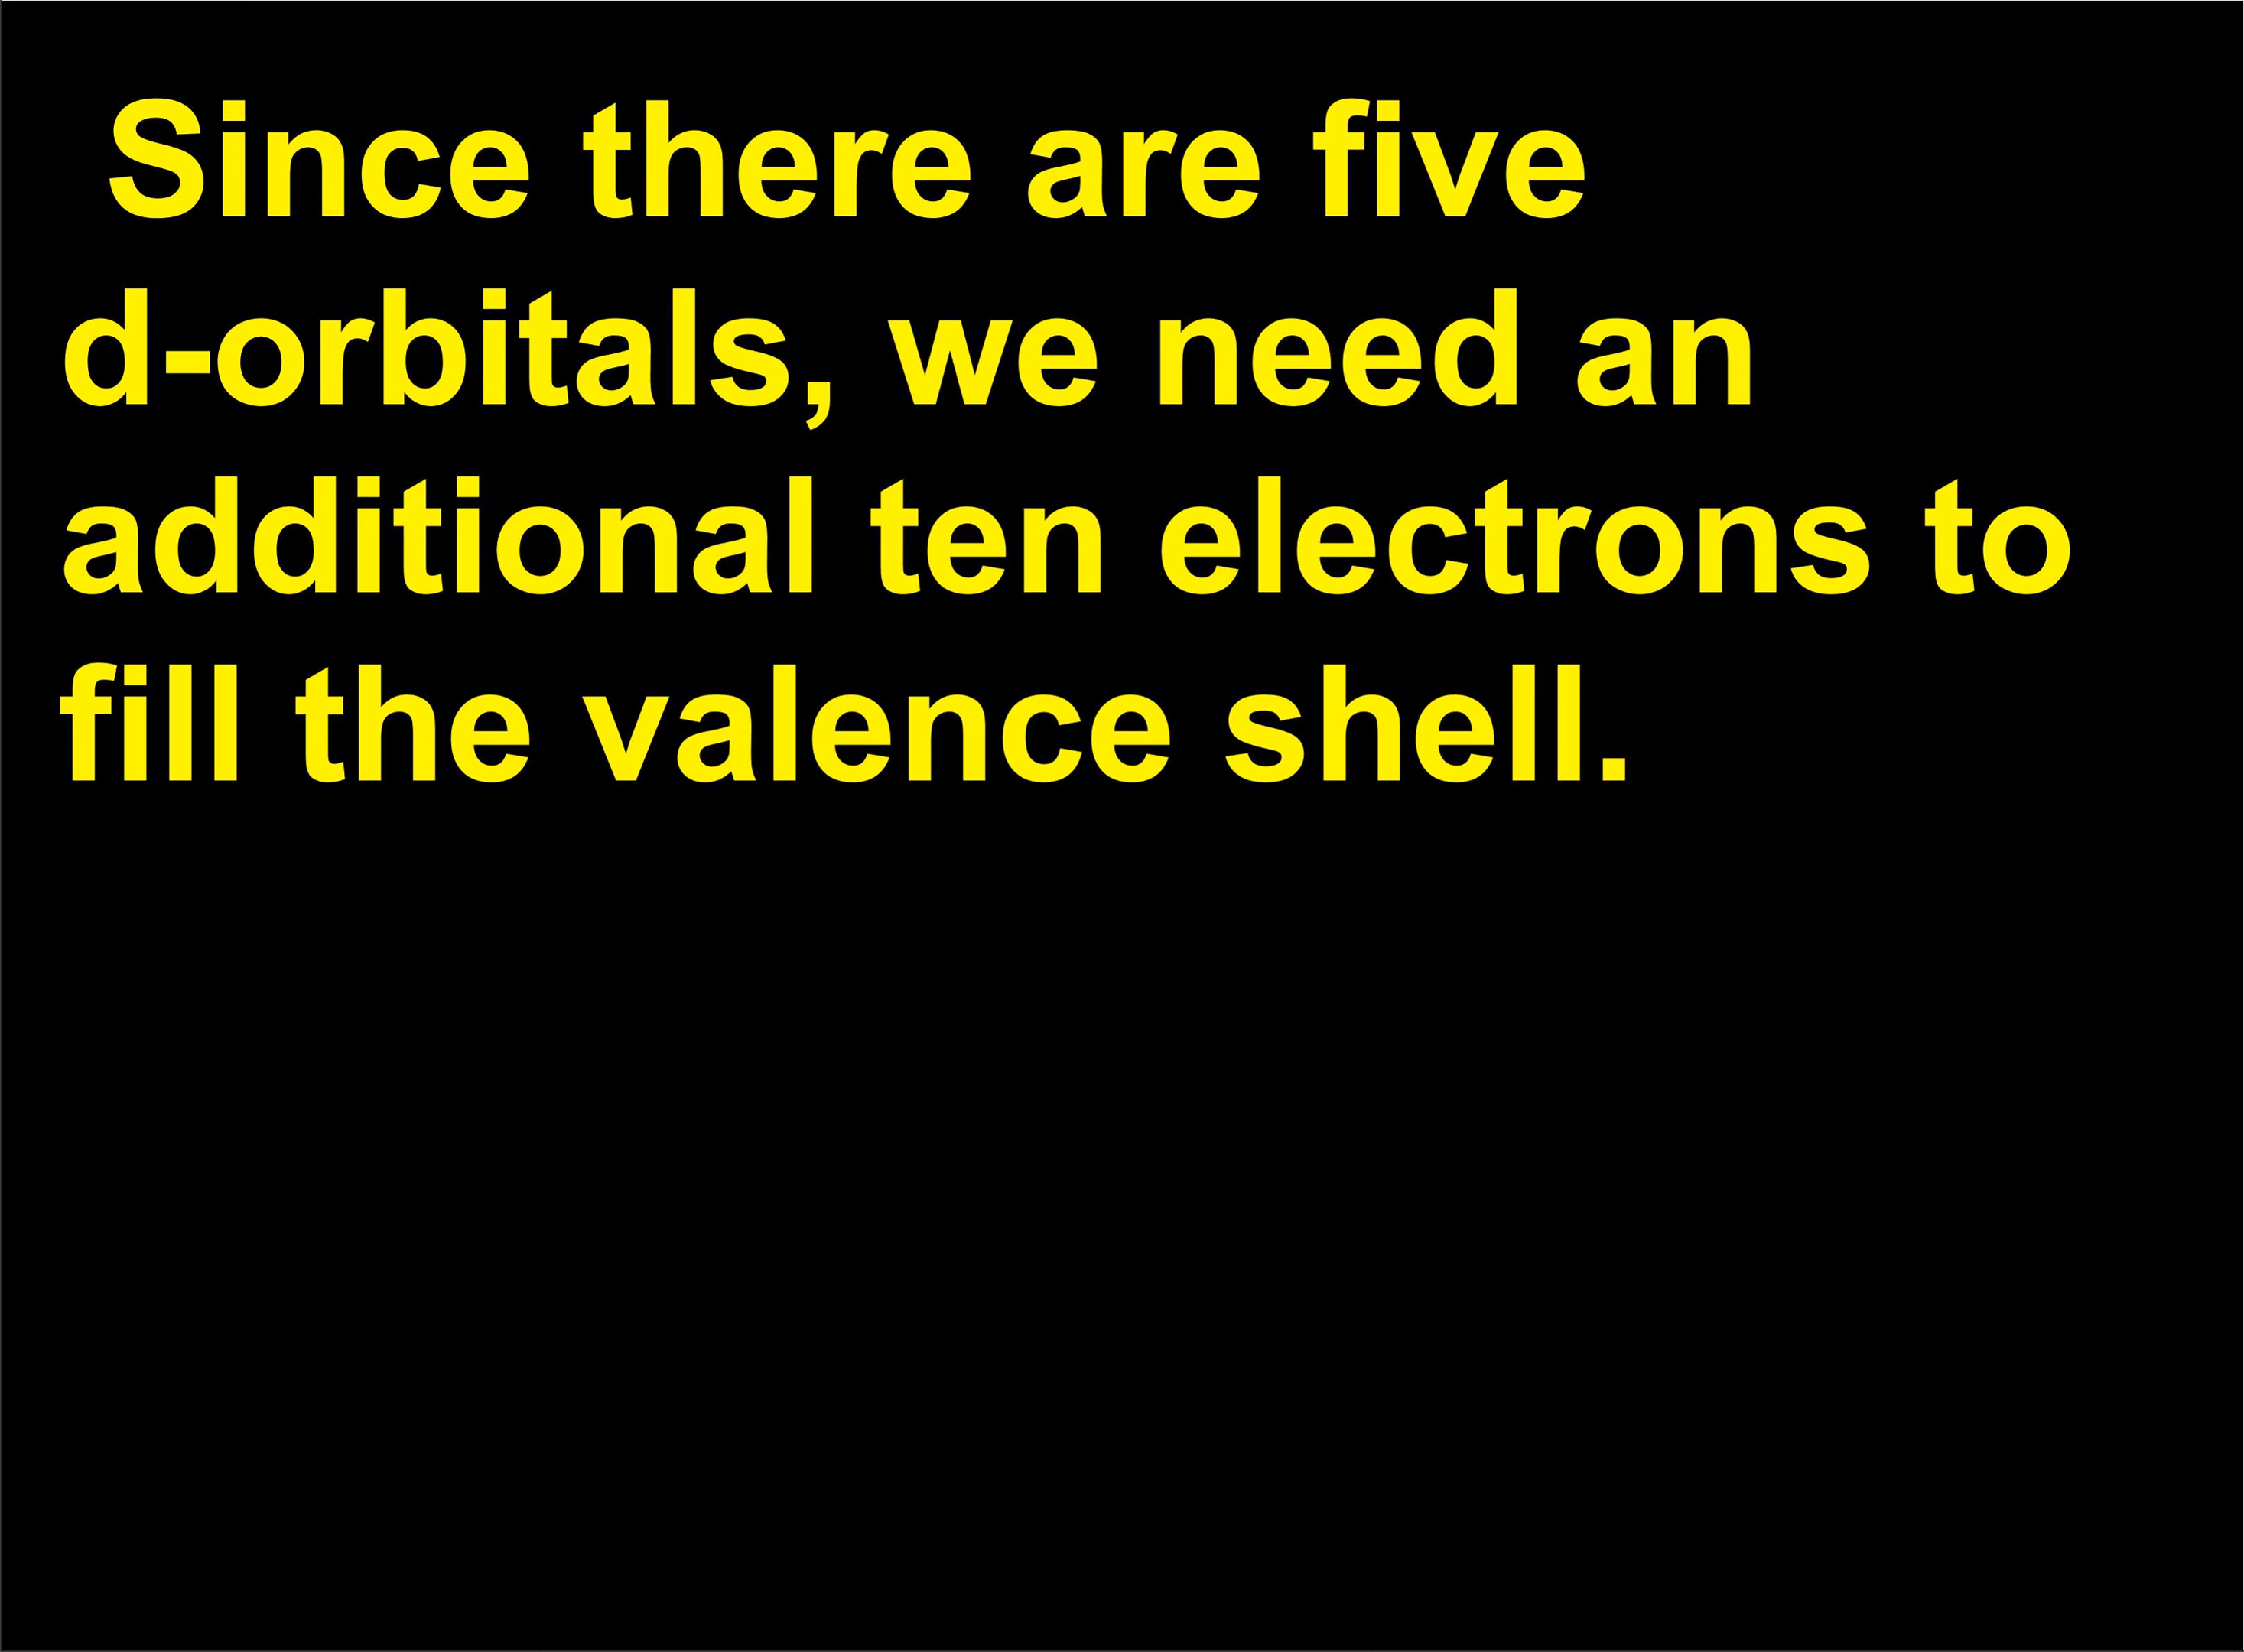 Since there are five
d-orbitals, we need an
additional ten electrons to
fill the valence shell.